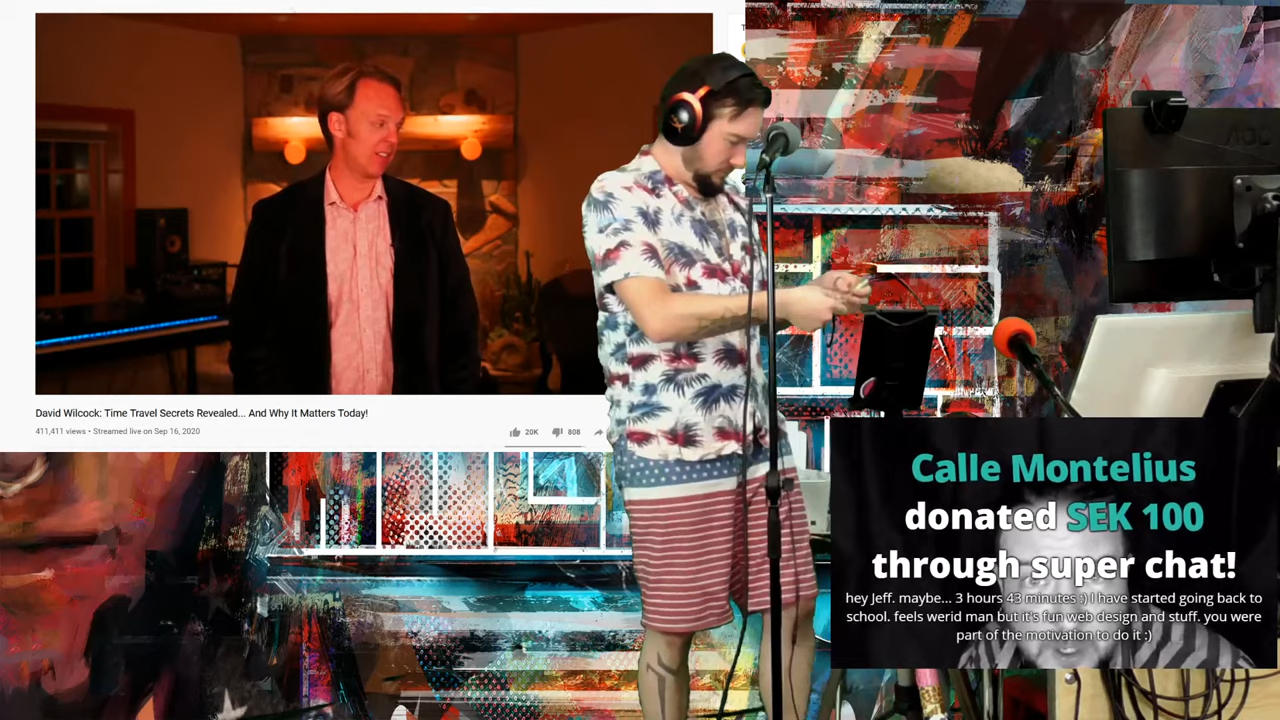 David Wilcock: Time Travel Secrets Revealed... And Why It Matters Today!
411,411 views • Streamed live on Sep 16, 2020
20K
808
AOC
Calle Montelius
donated SEK 100
through super chat!
hey Jeff. maybe... 3 hours 43 minutes :) I have started going back to
school. feels werid man but it's fun web design and stuff. you were
part of the motivation to do it :)